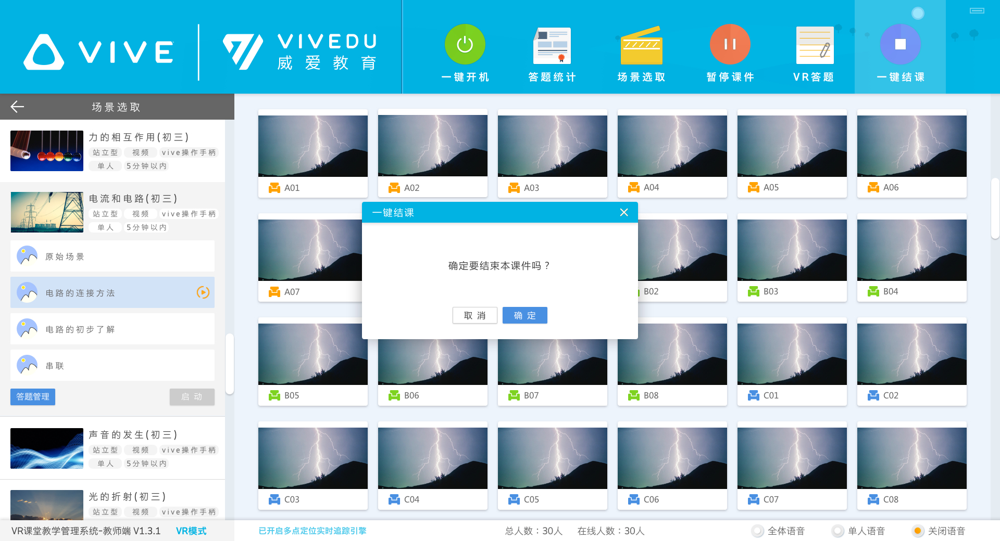 VIVE
VIVEDU
威爱教育
一键开机
答题统计
场景选取
暂停课件
VR答题
一键结课
场景选取
力的相互作用(初三)
站立型 视频 vive操作手柄
单人 5分钟以内
电流和电路(初三)
站立型 视频 vive操作手柄
单人 5分钟以内
原始场景
电路的连接方法
电路的初步了解
串联
答题管理 启动
声音的发生(初三)
站立型 视频 vive操作手柄
单人 5分钟以内
光的折射(初三)
站立型 视频 vive操作手柄
A01 A02 A03 A04 A05 A06
A07 B02 B03 B04
B05 B06 B07 B08 C01 C02
C03 C04 C05 C06 C07 C08
一键结课
确定要结束本课件吗？
取消 确定
VR课堂教学管理系统-教师端 V1.3.1 VR模式
已开启多点定位实时追踪引擎
总人数：30人 在线人数：30人
全体语音 单人语音 关闭语音